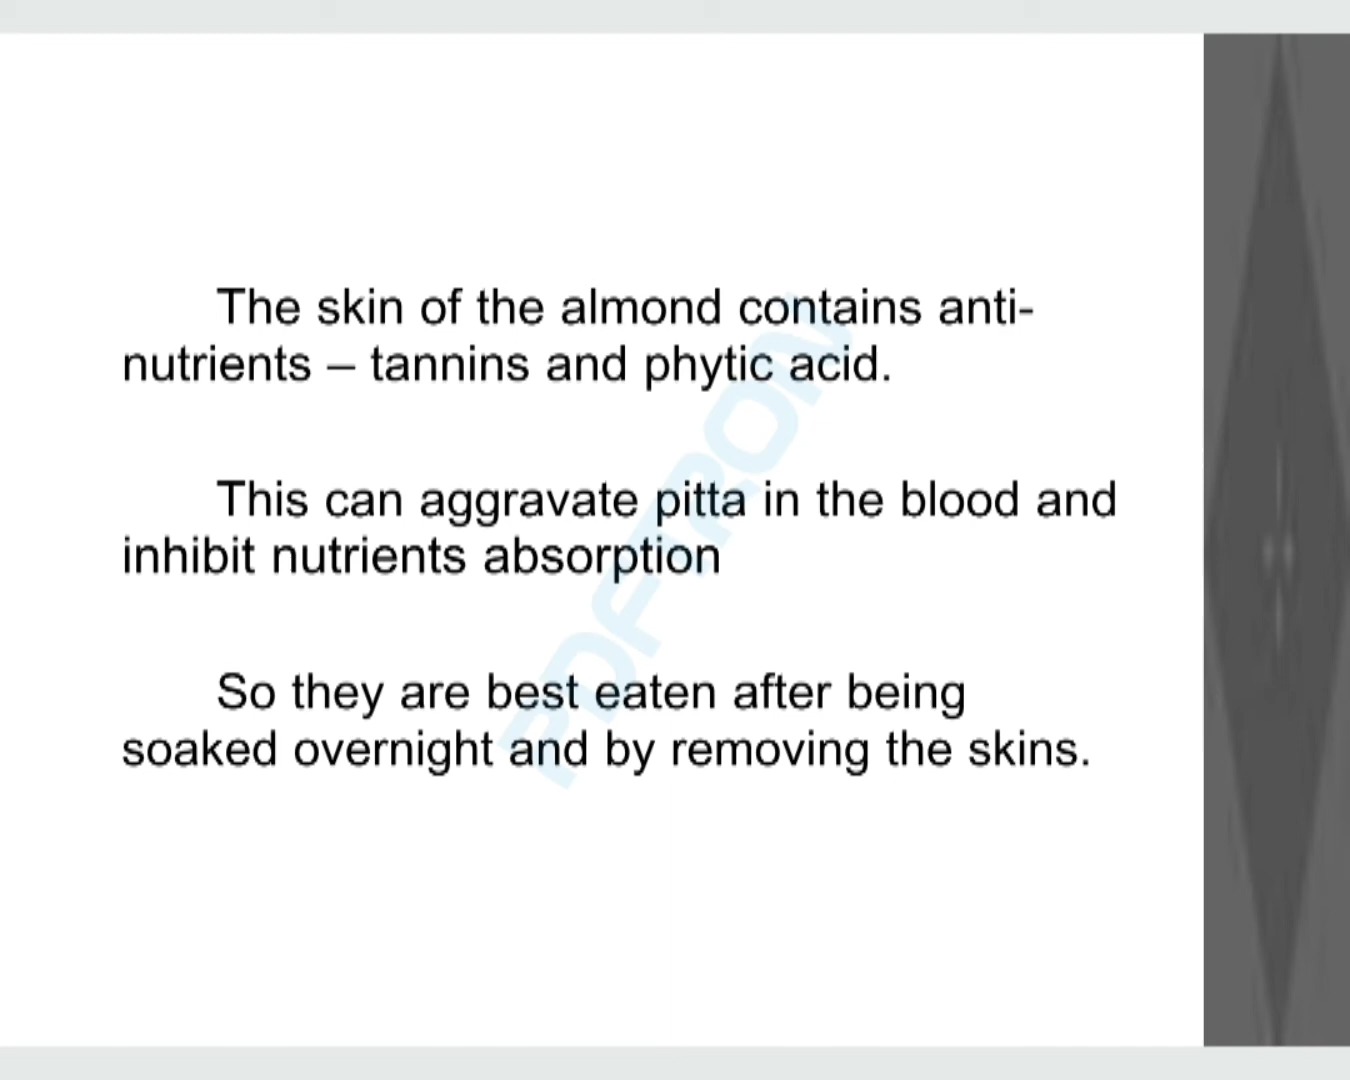 The skin of the almond contains anti-
nutrients – tannins and phytic acid.
This can aggravate pitta in the blood and
inhibit nutrients absorption
So they are best eaten after being
soaked overnight and by removing the skins.
PDFTRON